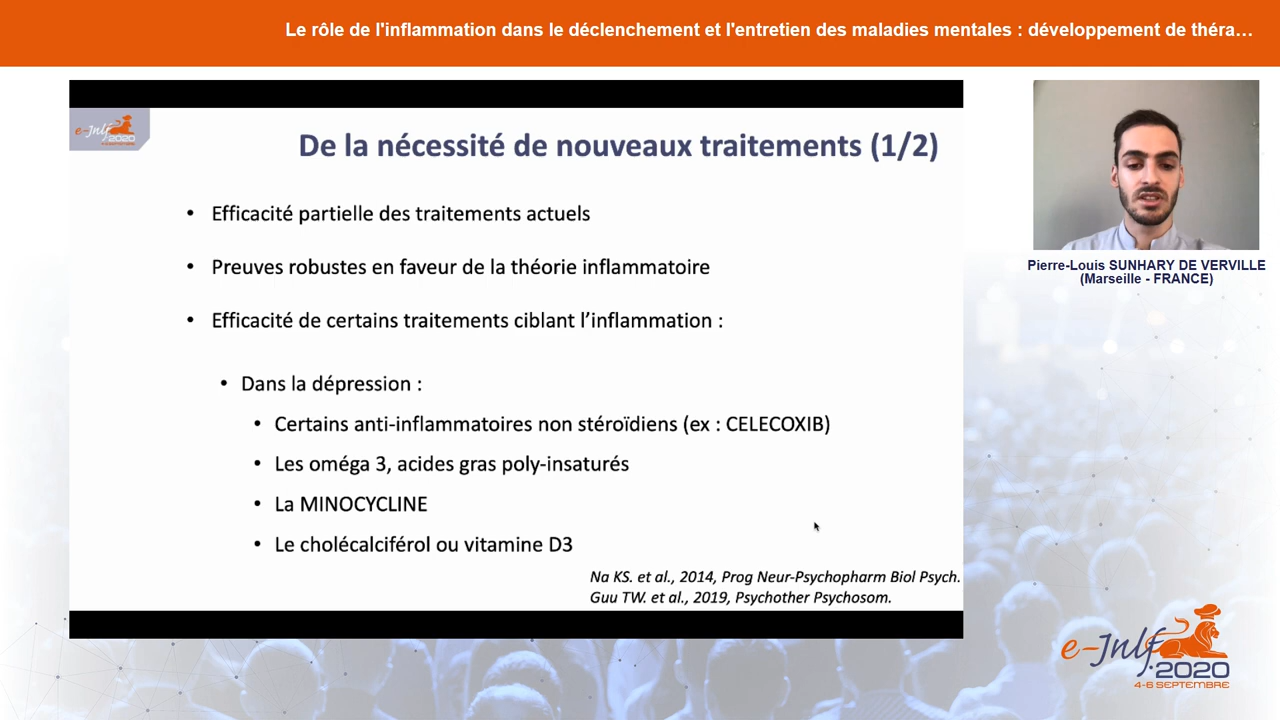 Le rôle de l'inflammation dans le déclenchement et l'entretien des maladies mentales : développement de théra…
e-Jnlf
2020
4-6 SEPTEMBRE
De la nécessité de nouveaux traitements (1/2)
• Efficacité partielle des traitements actuels
• Preuves robustes en faveur de la théorie inflammatoire
• Efficacité de certains traitements ciblant l’inflammation :
• Dans la dépression :
• Certains anti-inflammatoires non stéroïdiens (ex : CELECOXIB)
• Les oméga 3, acides gras poly-insaturés
• La MINOCYCLINE
• Le cholécalciférol ou vitamine D3
Na KS. et al., 2014, Prog Neur-Psychopharm Biol Psych.
Guu TW. et al., 2019, Psychother Psychosom.
Pierre-Louis SUNHARY DE VERVILLE
(Marseille - FRANCE)
e-Jnlf
.2020
4-6 SEPTEMBRE